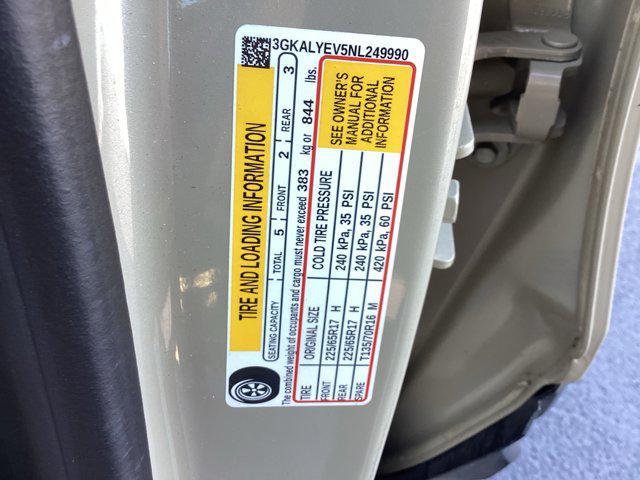 3GKALYEV5NL249990
TIRE AND LOADING INFORMATION
SEATING CAPACITY TOTAL 5 FRONT 2 REAR 3
The combined weight of occupants and cargo must never exceed 383 kg or 844 lbs.
TIRE ORIGINAL SIZE COLD TIRE PRESSURE
FRONT 225/65R17 H 240 kPa, 35 PSI
REAR 225/65R17 H 240 kPa, 35 PSI
SPARE T135/70R16 M 420 kPa, 60 PSI
SEE OWNER'S
MANUAL FOR
ADDITIONAL
INFORMATION